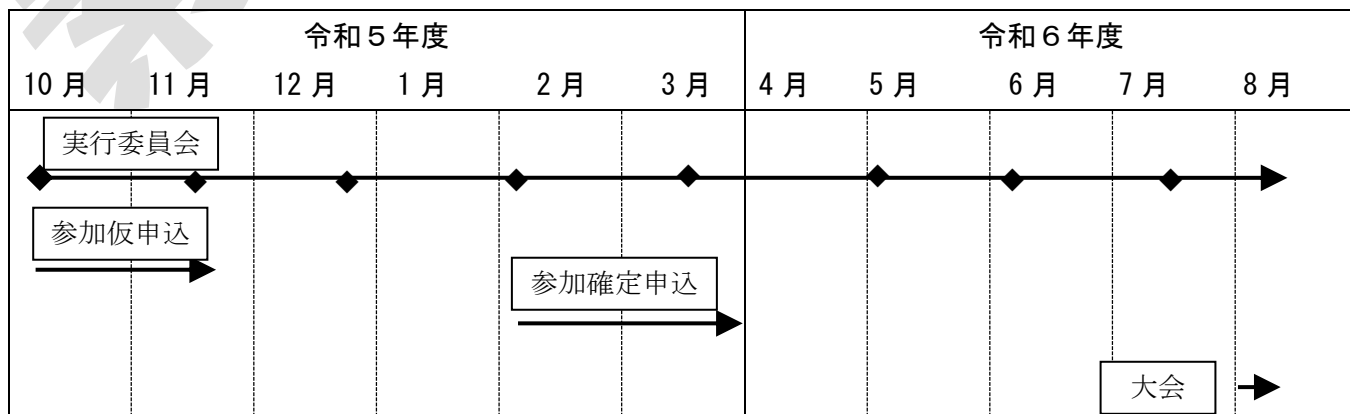 令和５年度 令和６年度
10月 11月 12月 1月 2月 3月 4月 5月 6月 7月 8月
実行委員会
参加仮申込
参加確定申込
大会